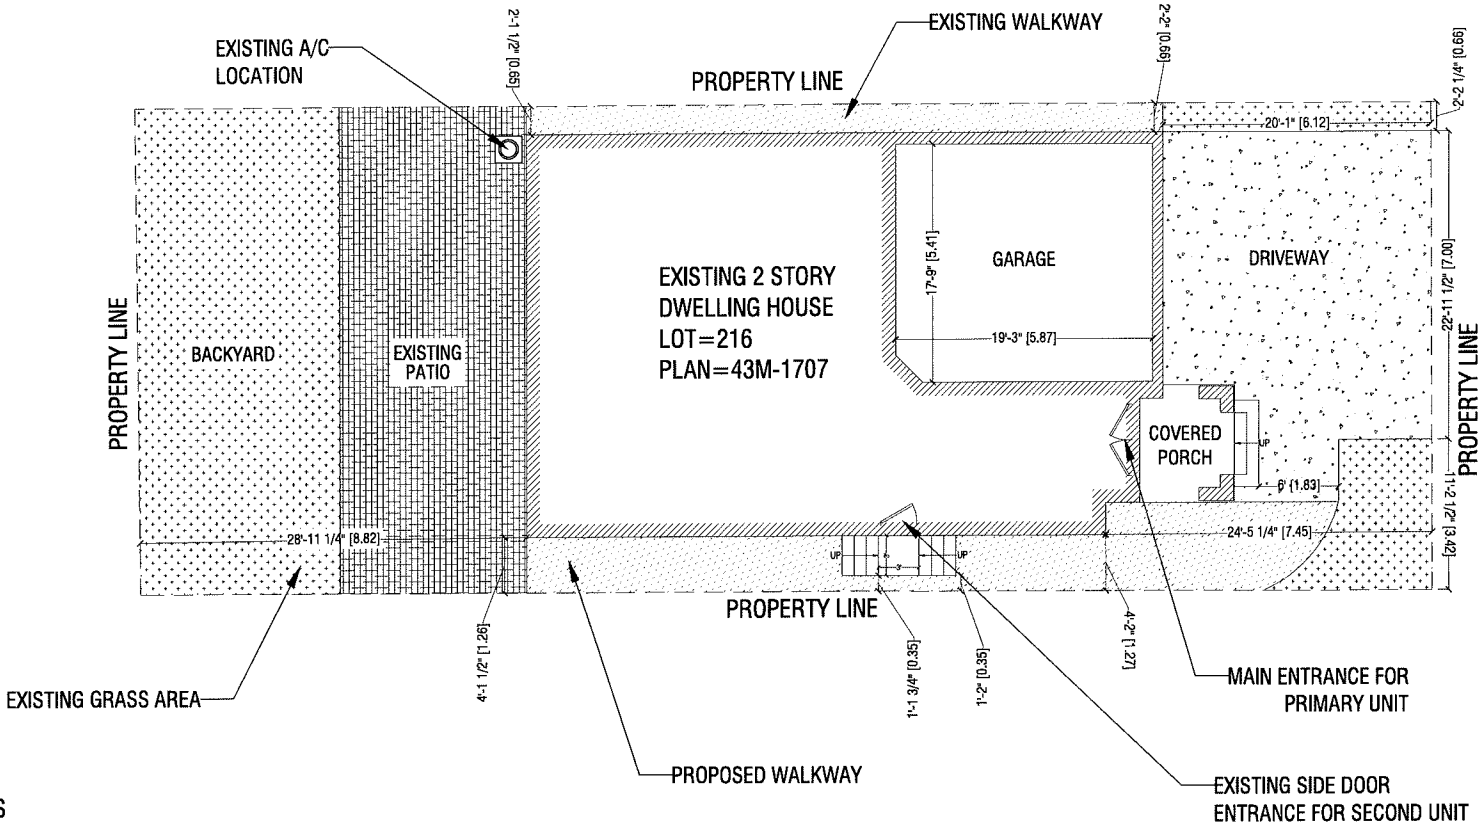 2'-1 1/2" [0.65]
EXISTING WALKWAY
2'-2" [0.66]
2'-2 1/4" [0.66]
EXISTING A/C
LOCATION
PROPERTY LINE
20'-1" [6.12]
17'-9" [5.41]
GARAGE
DRIVEWAY
22'-11 1/2" [7.00]
EXISTING 2 STORY
DWELLING HOUSE
LOT=216
PLAN=43M-1707
PROPERTY LINE
BACKYARD
EXISTING
PATIO
19'-3" [5.87]
PROPERTY LINE
COVERED
PORCH
UP
6' [1.83]
11'-2 1/2" [3.42]
28'-11 1/4" [8.82]
24'-5 1/4" [7.45]
UP
3'
UP
PROPERTY LINE
4'-1 1/2" [1.26]
1'-1 3/4" [0.35]
1'-2" [0.35]
4'-2" [1.27]
EXISTING GRASS AREA
MAIN ENTRANCE FOR
PRIMARY UNIT
PROPOSED WALKWAY
EXISTING SIDE DOOR
ENTRANCE FOR SECOND UNIT
S